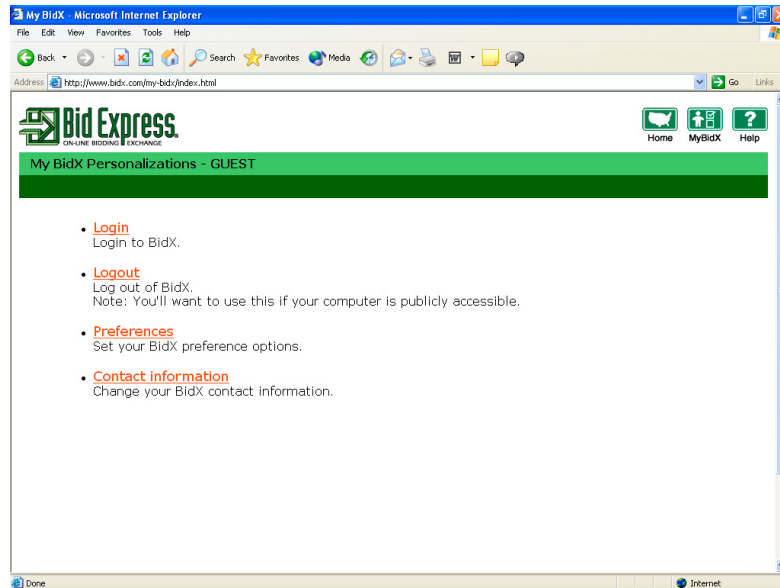 My BidX - Microsoft Internet Explorer
File Edit View Favorites Tools Help
Back Search Favorites Media
Address http://www.bidx.com/my-bidx/index.html Go Links
Bid Express
ON-LINE BIDDING EXCHANGE
Home MyBidX Help
My BidX Personalizations - GUEST
Login
Login to BidX.
Logout
Log out of BidX.
Note: You'll want to use this if your computer is publicly accessible.
Preferences
Set your BidX preference options.
Contact information
Change your BidX contact information.
Done Internet